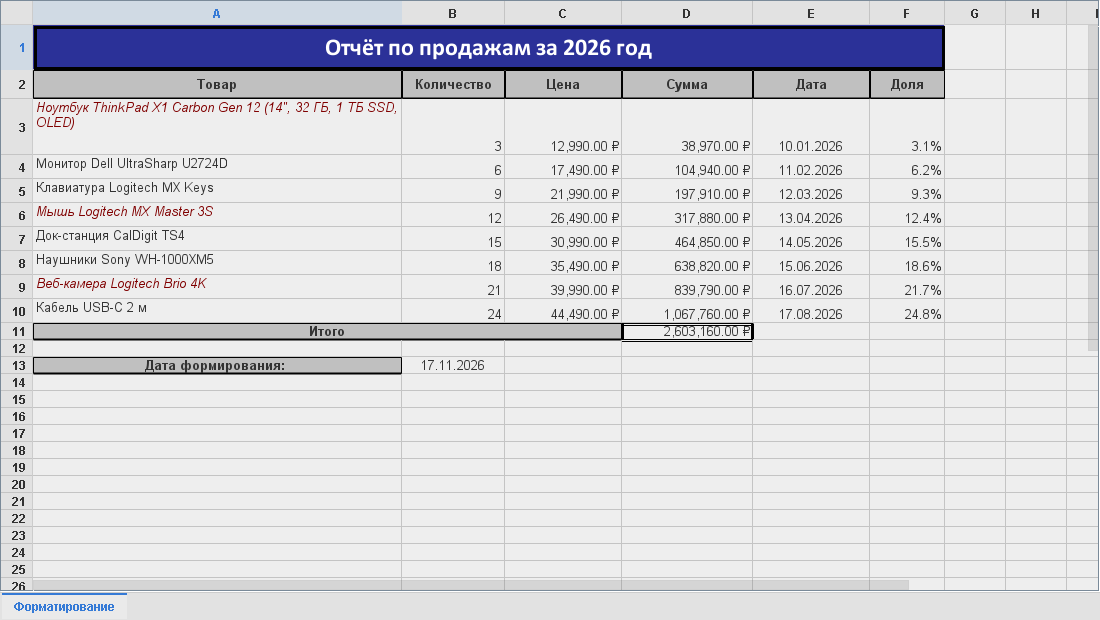 A B C D E F G H
1 Отчёт по продажам за 2026 год
2 Товар Количество Цена Сумма Дата Доля
Ноутбук ThinkPad X1 Carbon Gen 12 (14", 32 ГБ, 1 ТБ SSD,
OLED)
3 3 12,990.00 ₽ 38,970.00 ₽ 10.01.2026 3.1%
4 Монитор Dell UltraSharp U2724D 6 17,490.00 ₽ 104,940.00 ₽ 11.02.2026 6.2%
5 Клавиатура Logitech MX Keys 9 21,990.00 ₽ 197,910.00 ₽ 12.03.2026 9.3%
6 Мышь Logitech MX Master 3S 12 26,490.00 ₽ 317,880.00 ₽ 13.04.2026 12.4%
7 Док-станция CalDigit TS4 15 30,990.00 ₽ 464,850.00 ₽ 14.05.2026 15.5%
8 Наушники Sony WH-1000XM5 18 35,490.00 ₽ 638,820.00 ₽ 15.06.2026 18.6%
9 Веб-камера Logitech Brio 4K 21 39,990.00 ₽ 839,790.00 ₽ 16.07.2026 21.7%
10 Кабель USB-C 2 м 24 44,490.00 ₽ 1,067,760.00 ₽ 17.08.2026 24.8%
11 Итого 2,603,160.00 ₽
12
13 Дата формирования: 17.11.2026
14
15
16
17
18
19
20
21
22
23
24
25
26
Форматирование